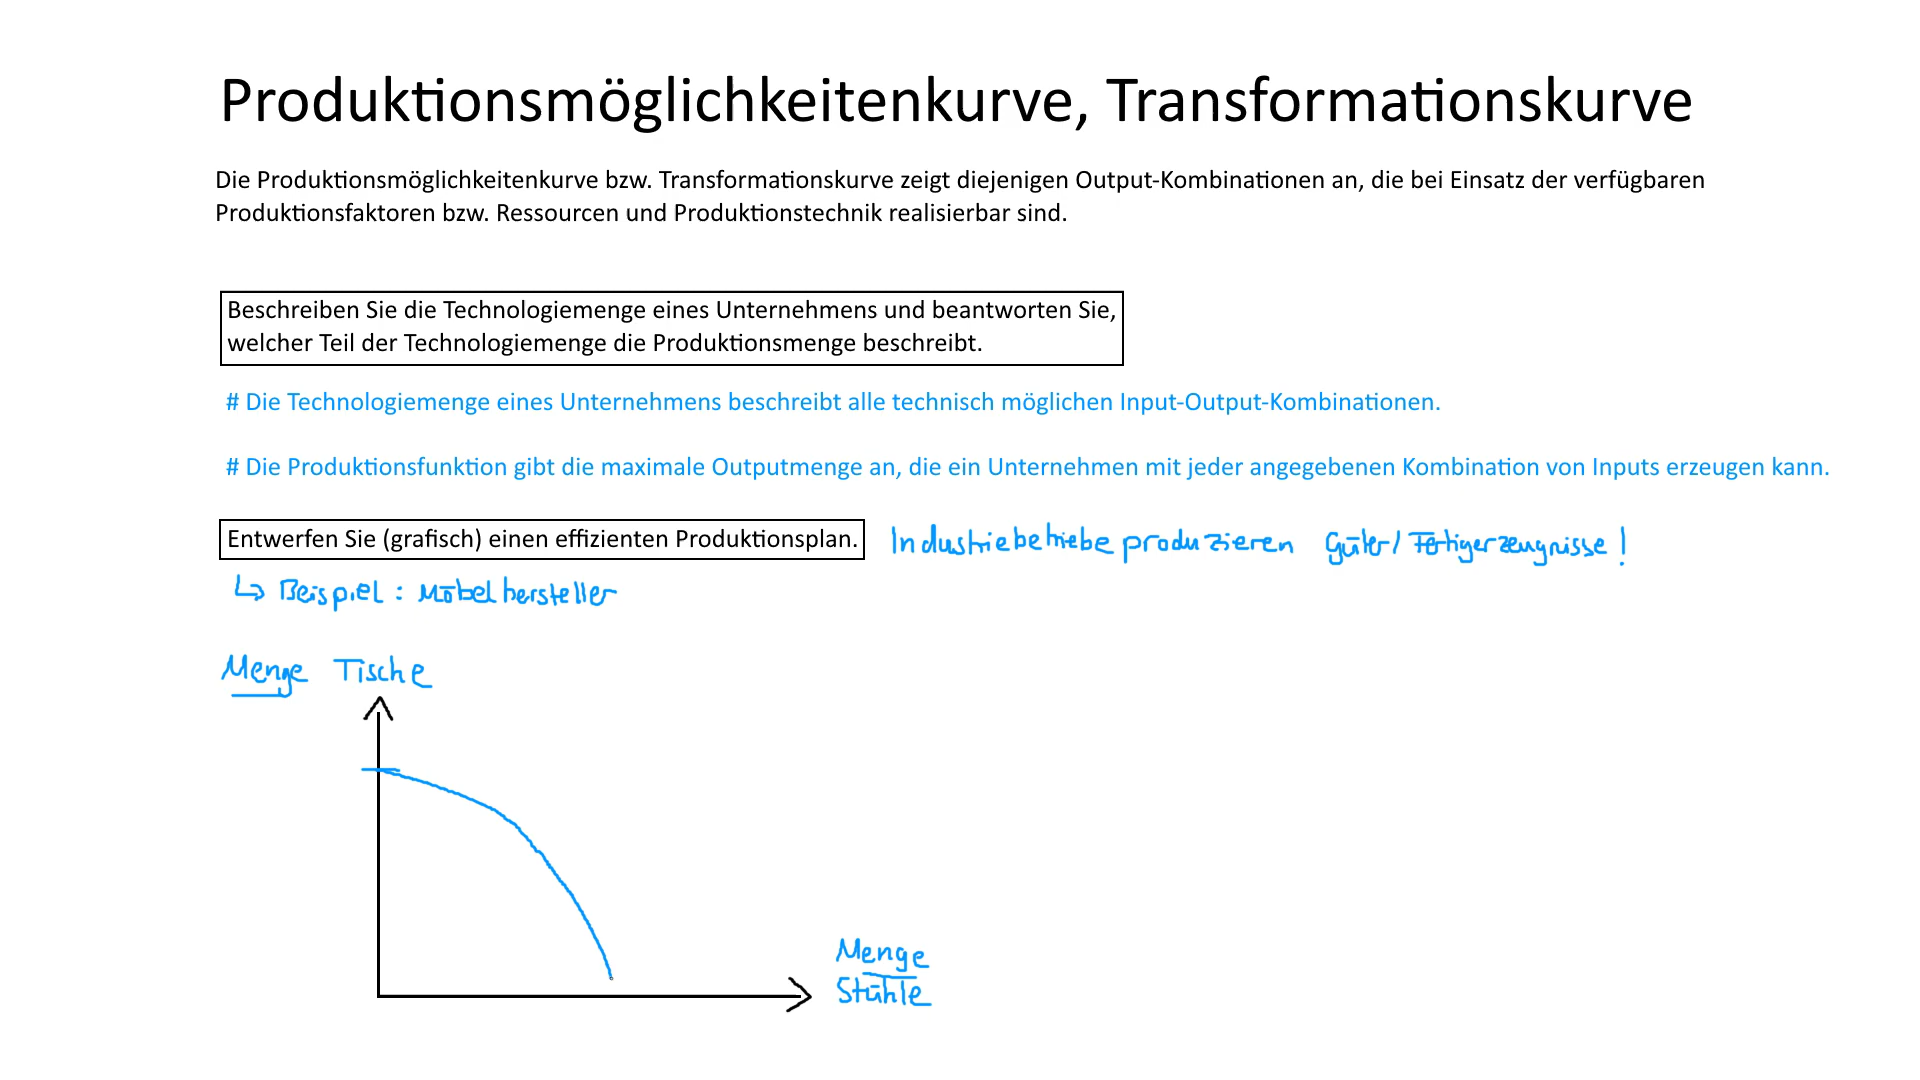 Produktionsmöglichkeitenkurve, Transformationskurve
Die Produktionsmöglichkeitenkurve bzw. Transformationskurve zeigt diejenigen Output-Kombinationen an, die bei Einsatz der verfügbaren
Produktionsfaktoren bzw. Ressourcen und Produktionstechnik realisierbar sind.
Beschreiben Sie die Technologiemenge eines Unternehmens und beantworten Sie,
welcher Teil der Technologiemenge die Produktionsmenge beschreibt.
# Die Technologiemenge eines Unternehmens beschreibt alle technisch möglichen Input-Output-Kombinationen.
# Die Produktionsfunktion gibt die maximale Outputmenge an, die ein Unternehmen mit jeder angegebenen Kombination von Inputs erzeugen kann.
Entwerfen Sie (grafisch) einen effizienten Produktionsplan. Industriebetriebe produzieren Güter/Fertigerzeugnisse!
↳ Beispiel: Möbelhersteller
Menge Tische
Menge
Stühle